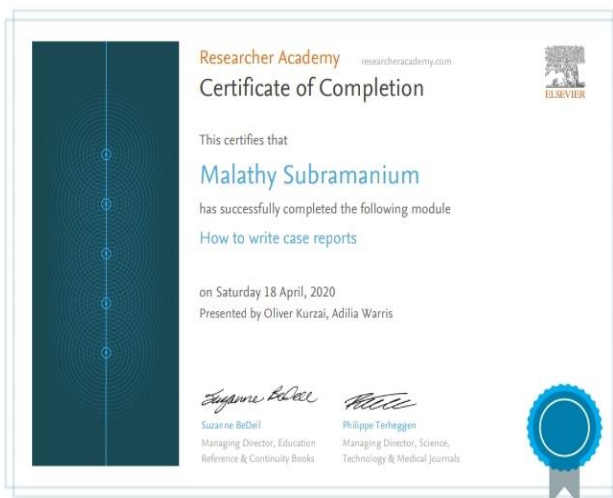 Researcher Academy researcheracademy.com
Certificate of Completion
ELSEVIER
This certifies that
Malathy Subramanium
has successfully completed the following module
How to write case reports
on Saturday 18 April, 2020
Presented by Oliver Kurzai, Adilia Warris
Suzanne BeDell
Suzanne BeDell
Managing Director, Education
Reference & Continuity Books
Philippe Terheggen
Managing Director, Science,
Technology & Medical Journals